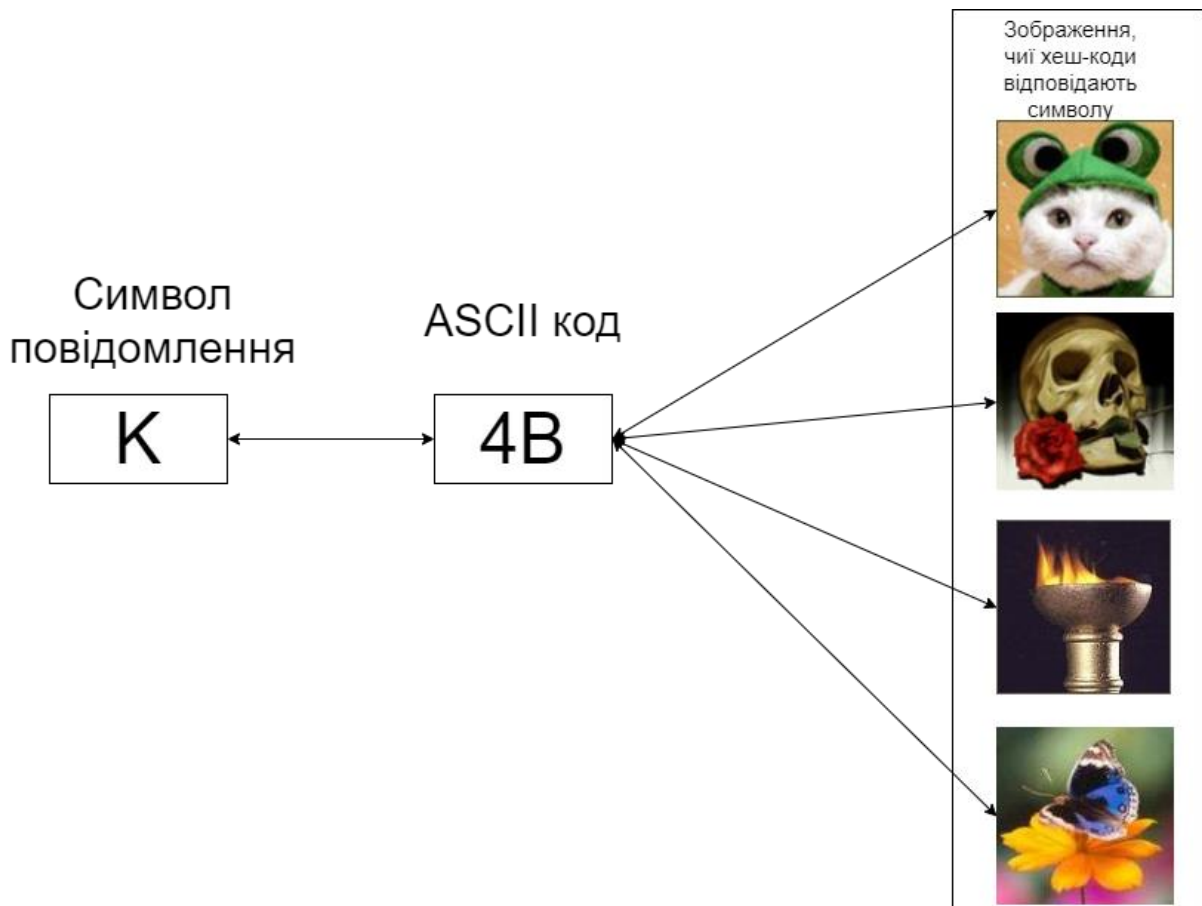 Зображення,
чиї хеш-коди
відповідають
символу
Символ
повідомлення
ASCII код
K
4B